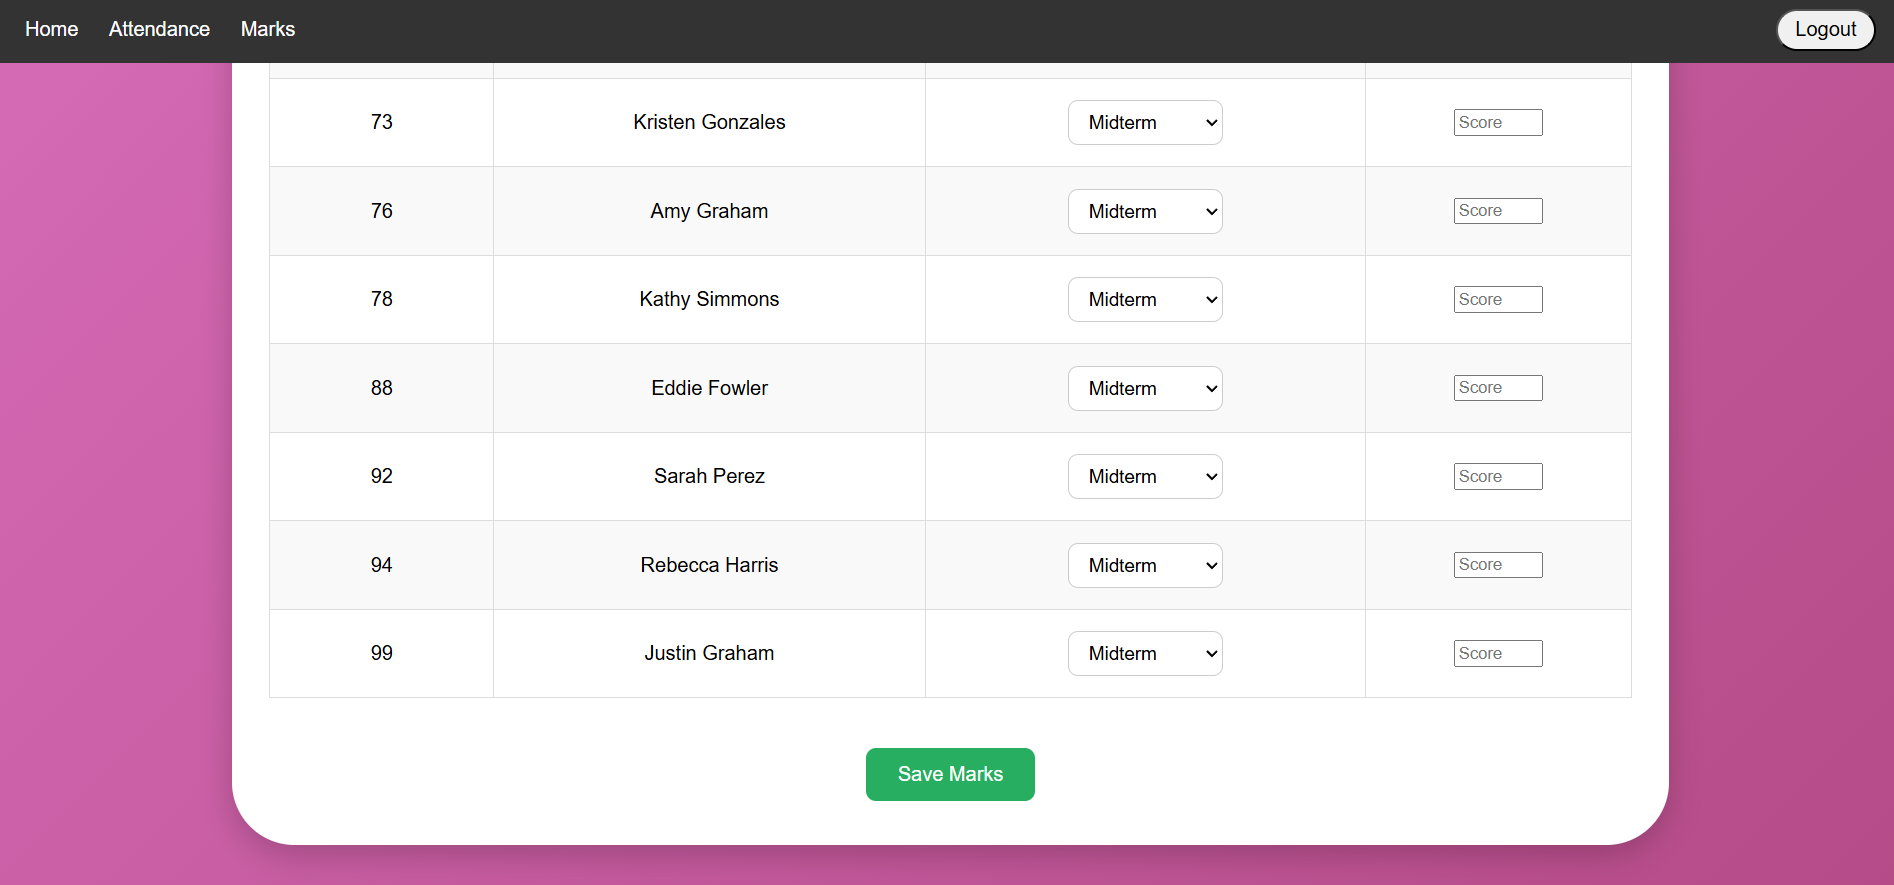 Home Attendance Marks Logout
73 Kristen Gonzales Midterm Score
76 Amy Graham Midterm Score
78 Kathy Simmons Midterm Score
88 Eddie Fowler Midterm Score
92 Sarah Perez Midterm Score
94 Rebecca Harris Midterm Score
99 Justin Graham Midterm Score
Save Marks